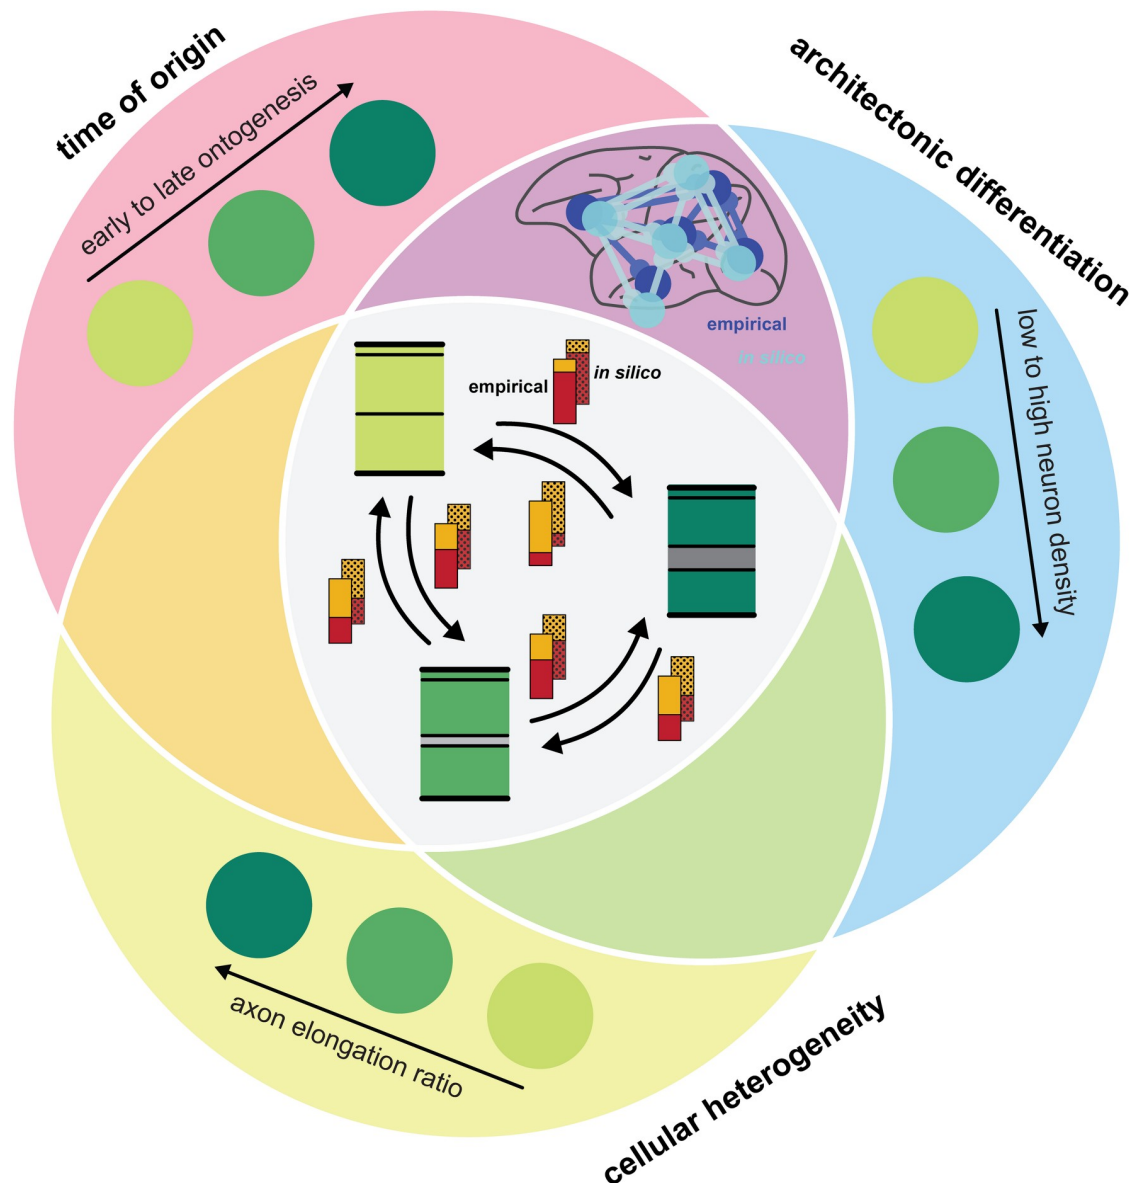 time of origin
early to late ontogenesis
architectonic differentiation
low to high neuron density
empirical
in silico
empirical
in silico
axon elongation ratio
cellular heterogeneity